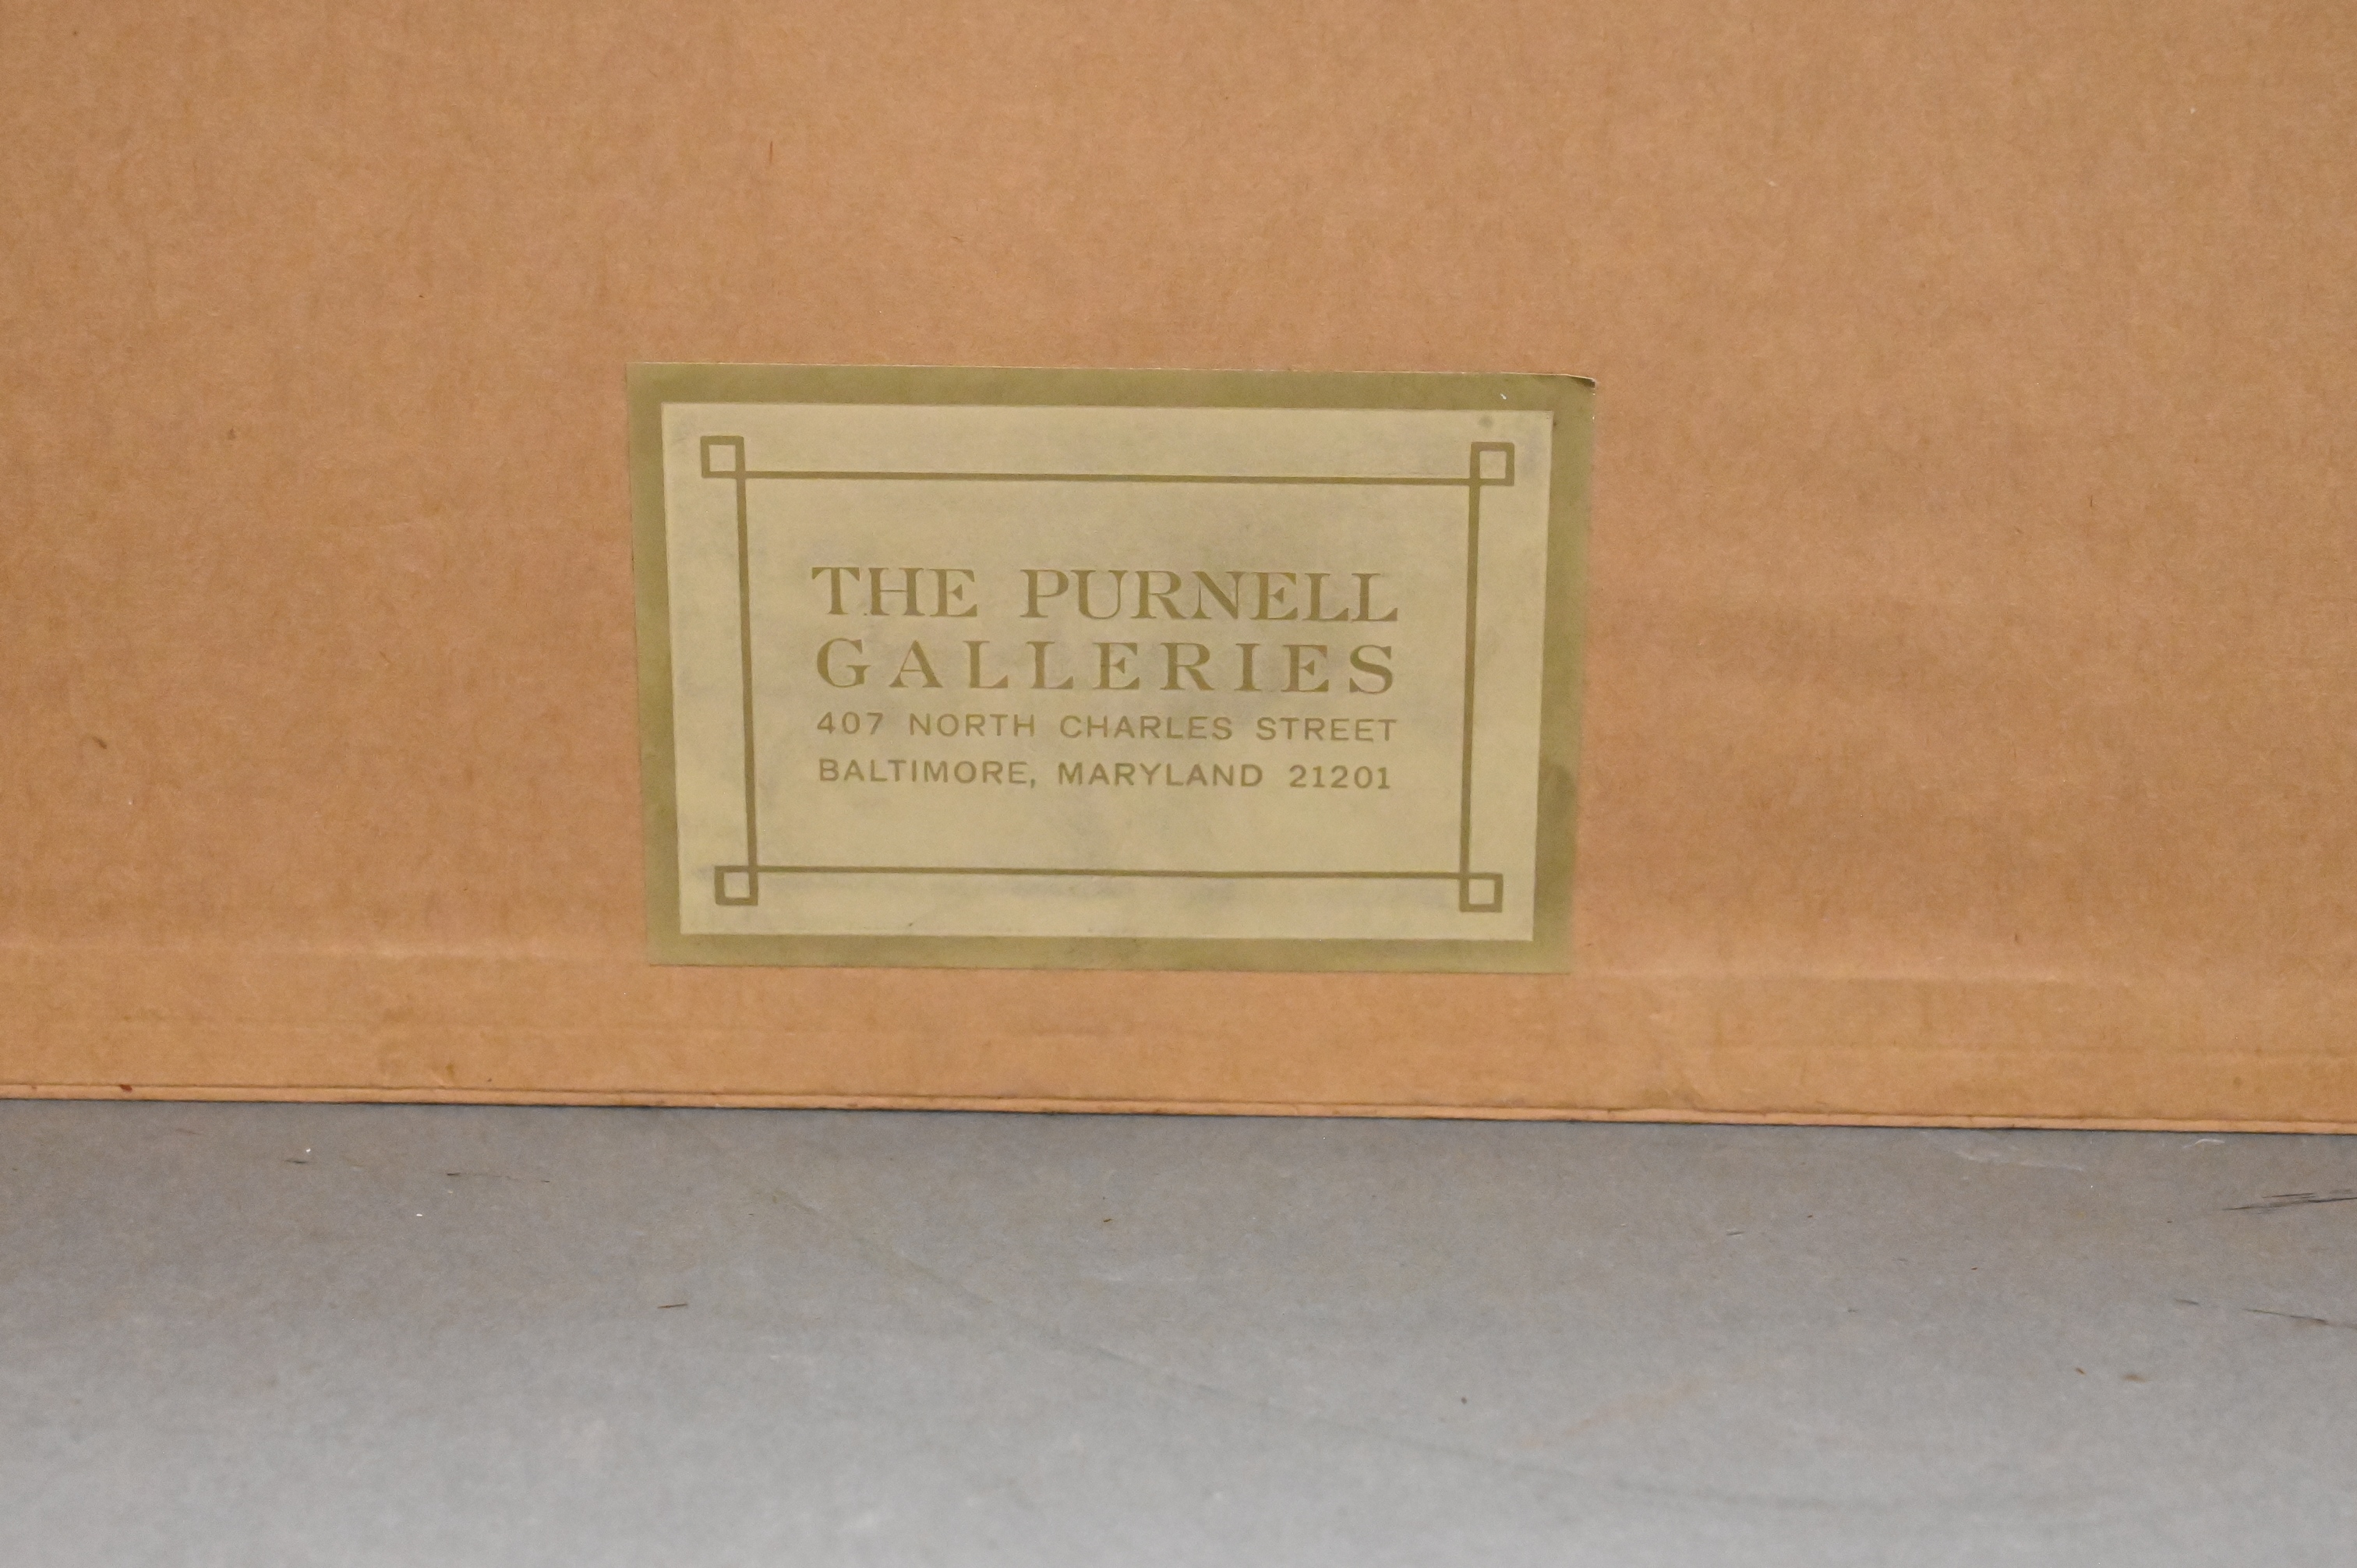 THE PURNELL
GALLERIES
407 NORTH CHARLES STREET
BALTIMORE, MARYLAND 21201